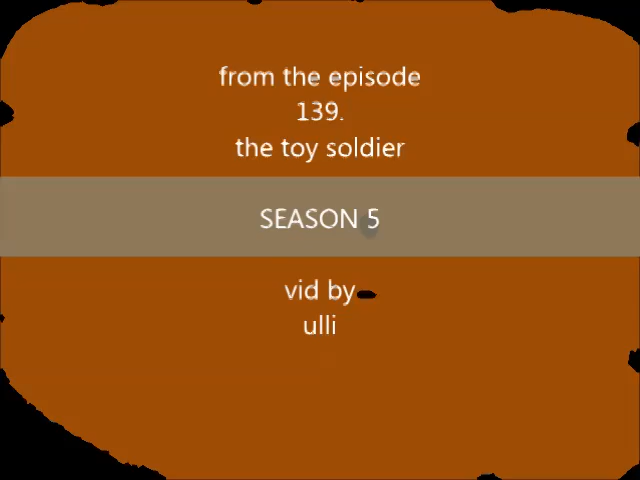 from the episode
139.
the toy soldier
SEASON 5
vid by
ulli